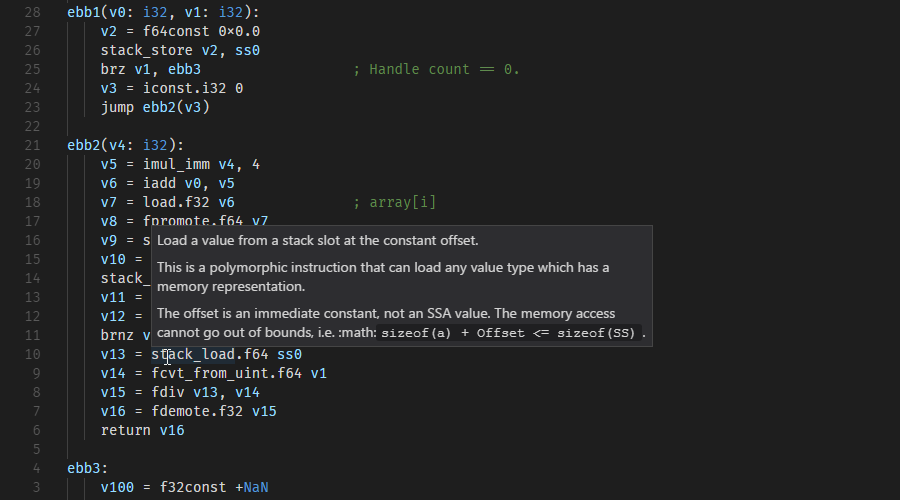 28 ebb1(v0: i32, v1: i32):
27 v2 = f64const 0×0.0
26 stack_store v2, ss0
25 brz v1, ebb3 ; Handle count == 0.
24 v3 = iconst.i32 0
23 jump ebb2(v3)
22
21 ebb2(v4: i32):
20 v5 = imul_imm v4, 4
19 v6 = iadd v0, v5
18 v7 = load.f32 v6 ; array[i]
17 v8 = fpromote.f64 v7
16 v9 = s
15 v10 =
14 stack_
13 v11 =
12 v12 =
11 brnz v
Load a value from a stack slot at the constant offset.
This is a polymorphic instruction that can load any value type which has a
memory representation.
The offset is an immediate constant, not an SSA value. The memory access
cannot go out of bounds, i.e. :math: sizeof(a) + Offset <= sizeof(SS) .
10 v13 = stack_load.f64 ss0
9 v14 = fcvt_from_uint.f64 v1
8 v15 = fdiv v13, v14
7 v16 = fdemote.f32 v15
6 return v16
5
4 ebb3:
3 v100 = f32const +NaN